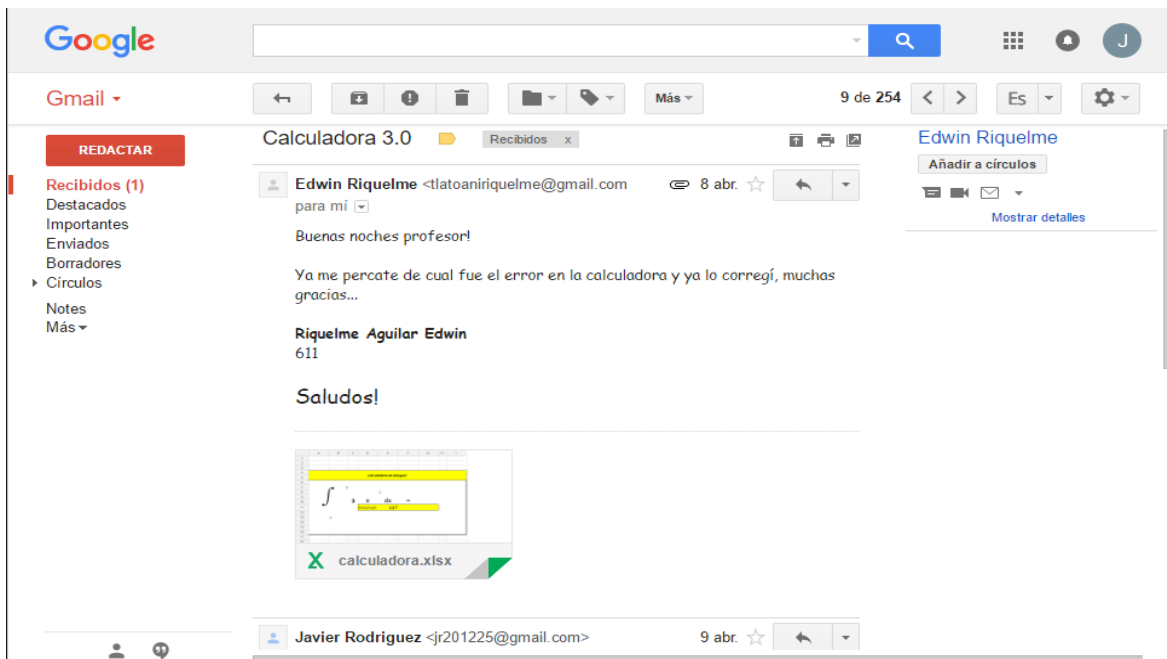 Google
J
Gmail
Más
9 de 254
Es
REDACTAR
Recibidos (1)
Destacados
Importantes
Enviados
Borradores
Círculos
Notes
Más
Calculadora 3.0
Recibidos x
Edwin Riquelme <tlatoaniriquelme@gmail.com
8 abr.
para mí
Buenas noches profesor!
Ya me percate de cual fue el error en la calculadora y ya lo corregí, muchas
gracias...
Riquelme Aguilar Edwin
611
Saludos!
calculadora.xlsx
Javier Rodriguez <jr201225@gmail.com>
9 abr.
Edwin Riquelme
Añadir a círculos
Mostrar detalles